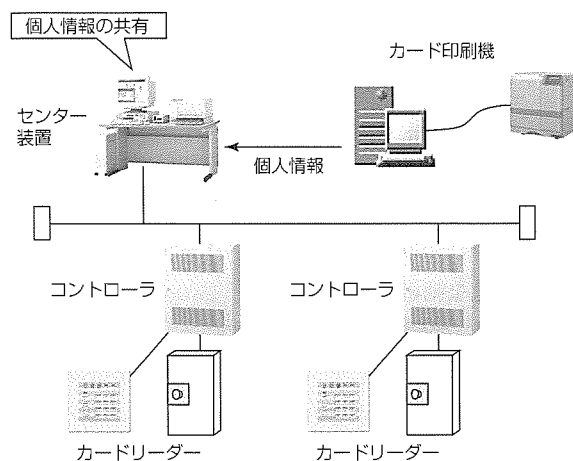 個人情報の共有
カード印刷機
センター
装置
個人情報
コントローラ
コントローラ
カードリーダー
カードリーダー